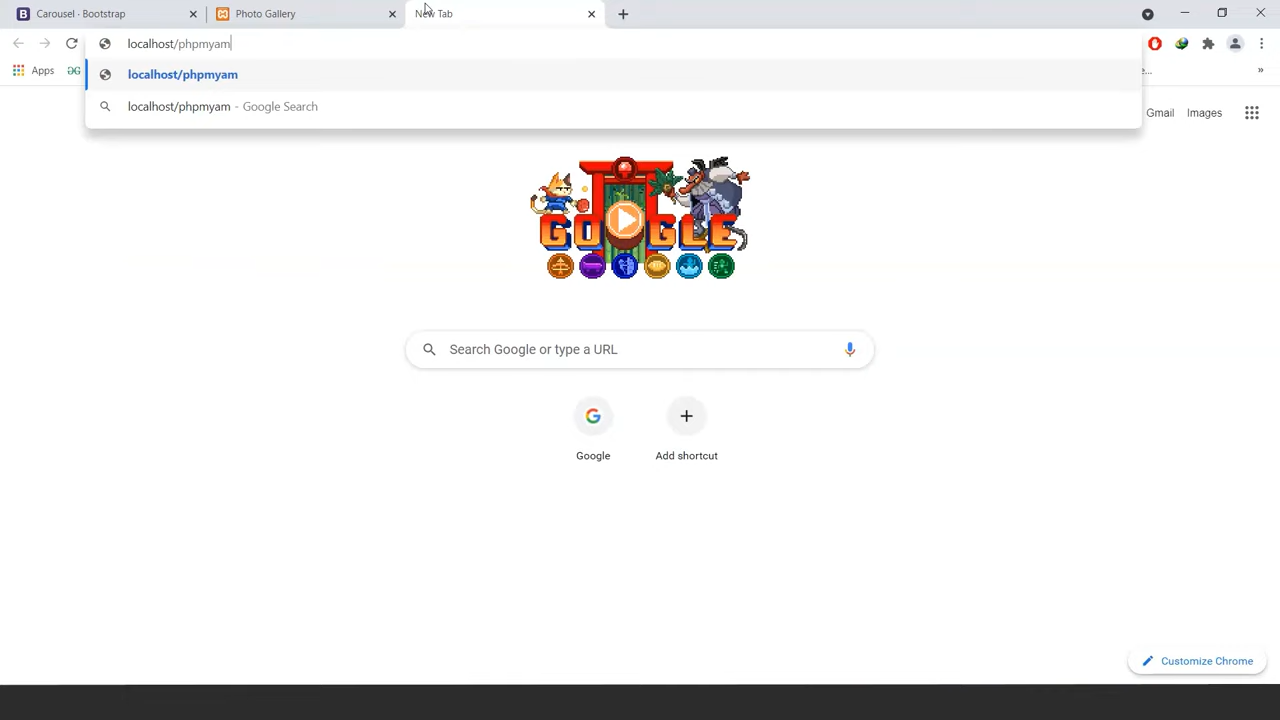 Carousel · Bootstrap
Photo Gallery
New Tab
localhost/phpmyam
Apps
localhost/phpmyam
localhost/phpmyam - Google Search
Gmail
Images
GOOGLE
Search Google or type a URL
Google
Add shortcut
Customize Chrome